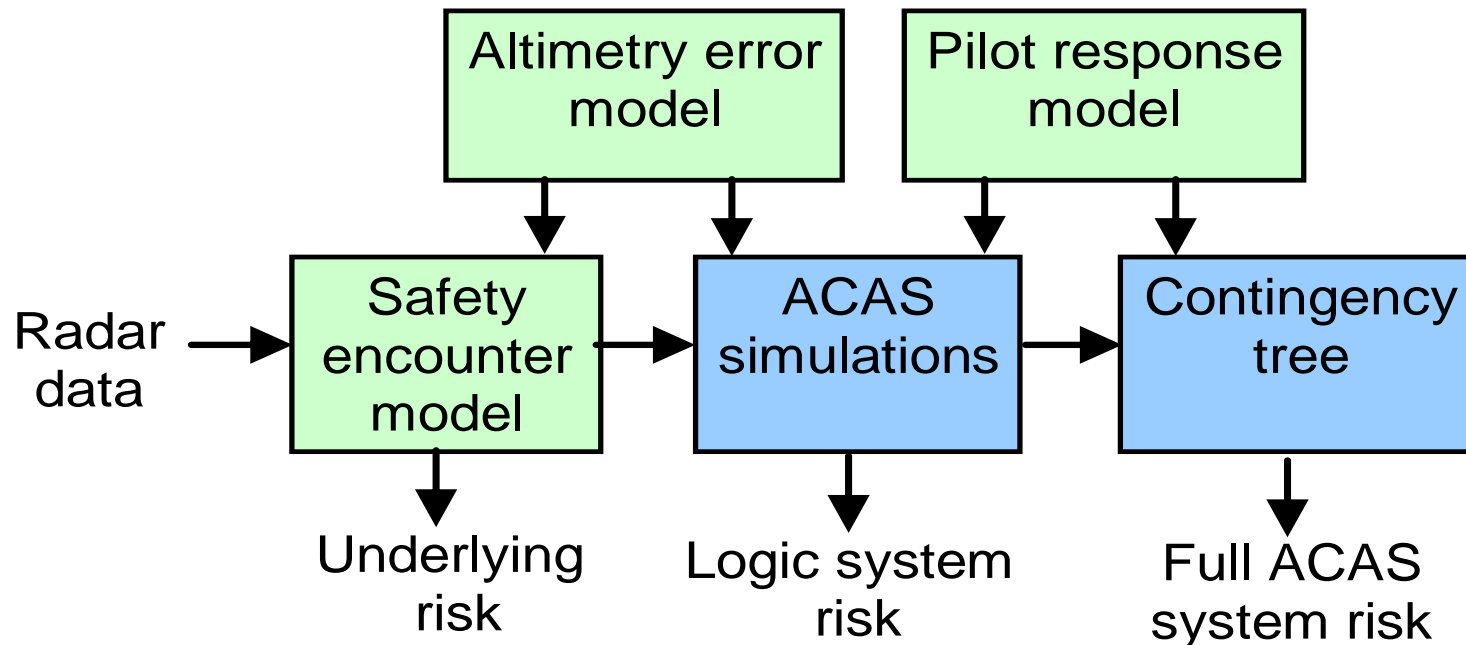 Altimetry error
model
Pilot response
model
Radar
data
Safety
encounter
model
ACAS
simulations
Contingency
tree
Underlying
risk
Logic system
risk
Full ACAS
system risk